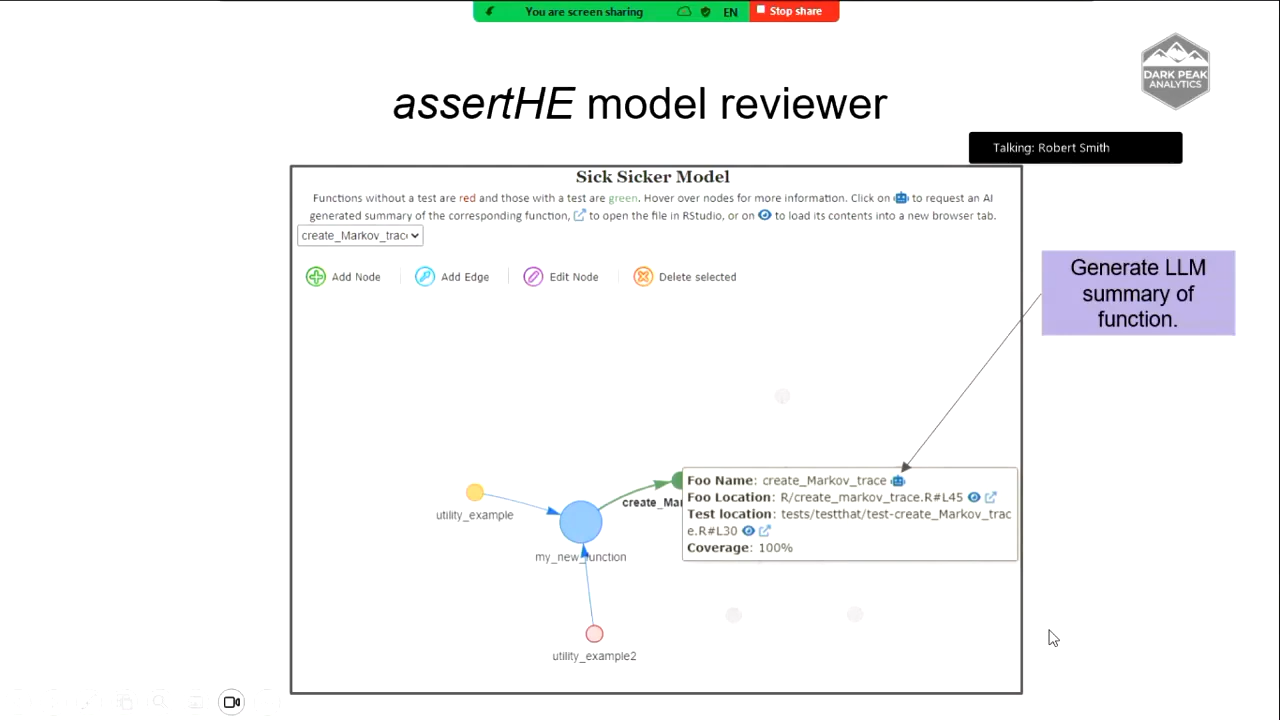 You are screen sharing
EN
Stop share
DARK PEAK
ANALYTICS
assertHE model reviewer
Talking: Robert Smith
Sick Sicker Model
Functions without a test are red and those with a test are green. Hover over nodes for more information. Click on to request an AI
generated summary of the corresponding function, to open the file in RStudio, or on to load its contents into a new browser tab.
create_Markov_trac
Add Node
Add Edge
Edit Node
Delete selected
Generate LLM
summary of
function.
Foo Name: create_Markov_trace
Foo Location: R/create_markov_trace.R#L45
Test location: tests/testthat/test-create_Markov_trac
e.R#L30
Coverage: 100%
create_Mar
utility_example
my_new_function
utility_example2